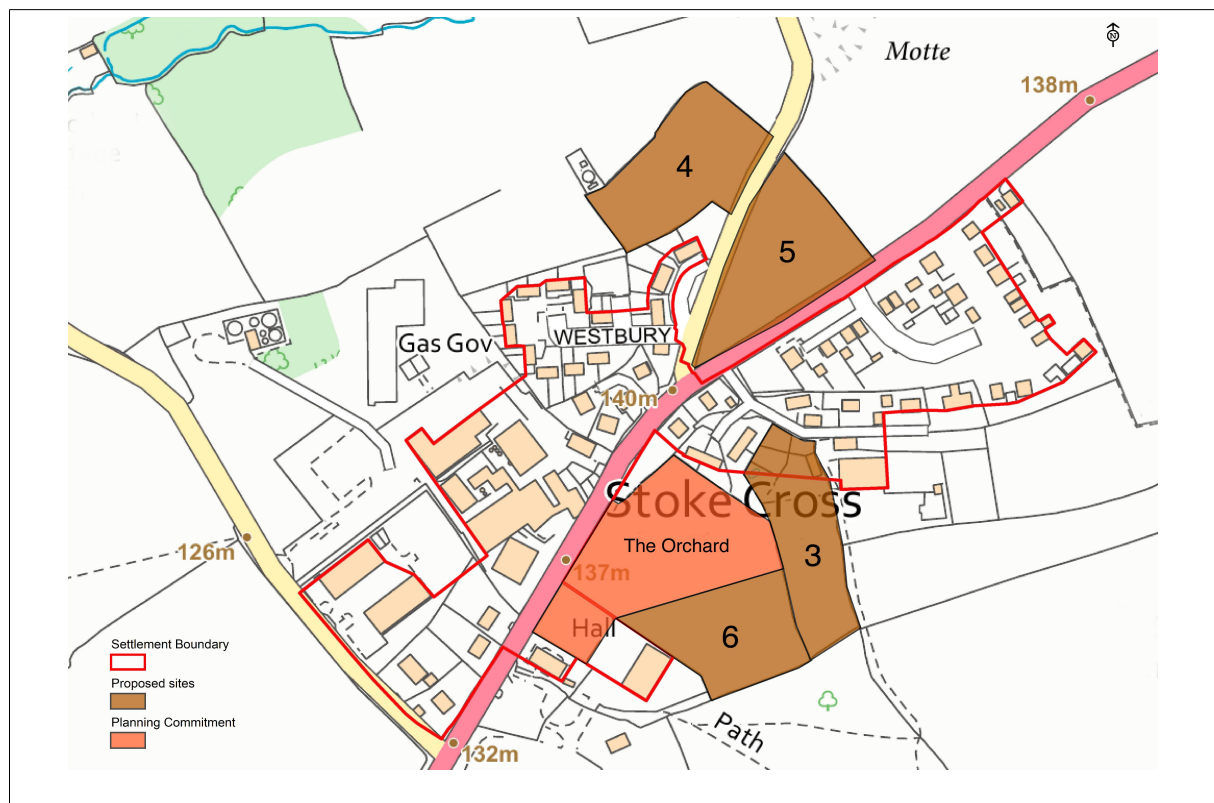 Motte
N
138m
4
5
Gas Gov
WESTBURY
140m
Stoke Cross
The Orchard
3
126m
137m
Hall
6
Settlement Boundary
Proposed sites
Planning Commitment
Path
132m